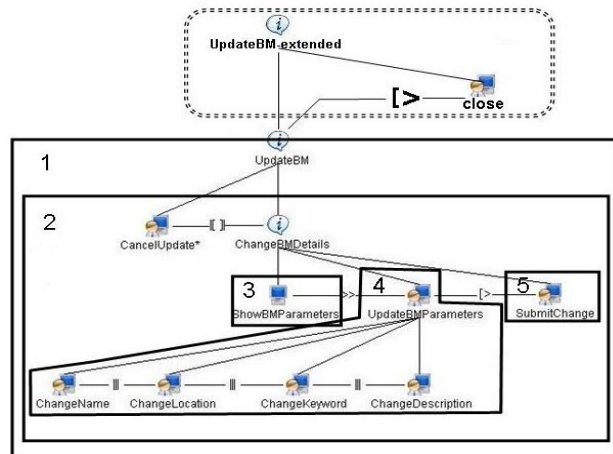 UpdateBM extended
[>
close
1
UpdateBM
2
CancelUpdate*
[ ]
ChangeBMDetails
3
4
5
ShowBMParameters
>>
UpdateBMParameters
[>
SubmitChange
ChangeName
|||
ChangeLocation
|||
ChangeKeyword
|||
ChangeDescription